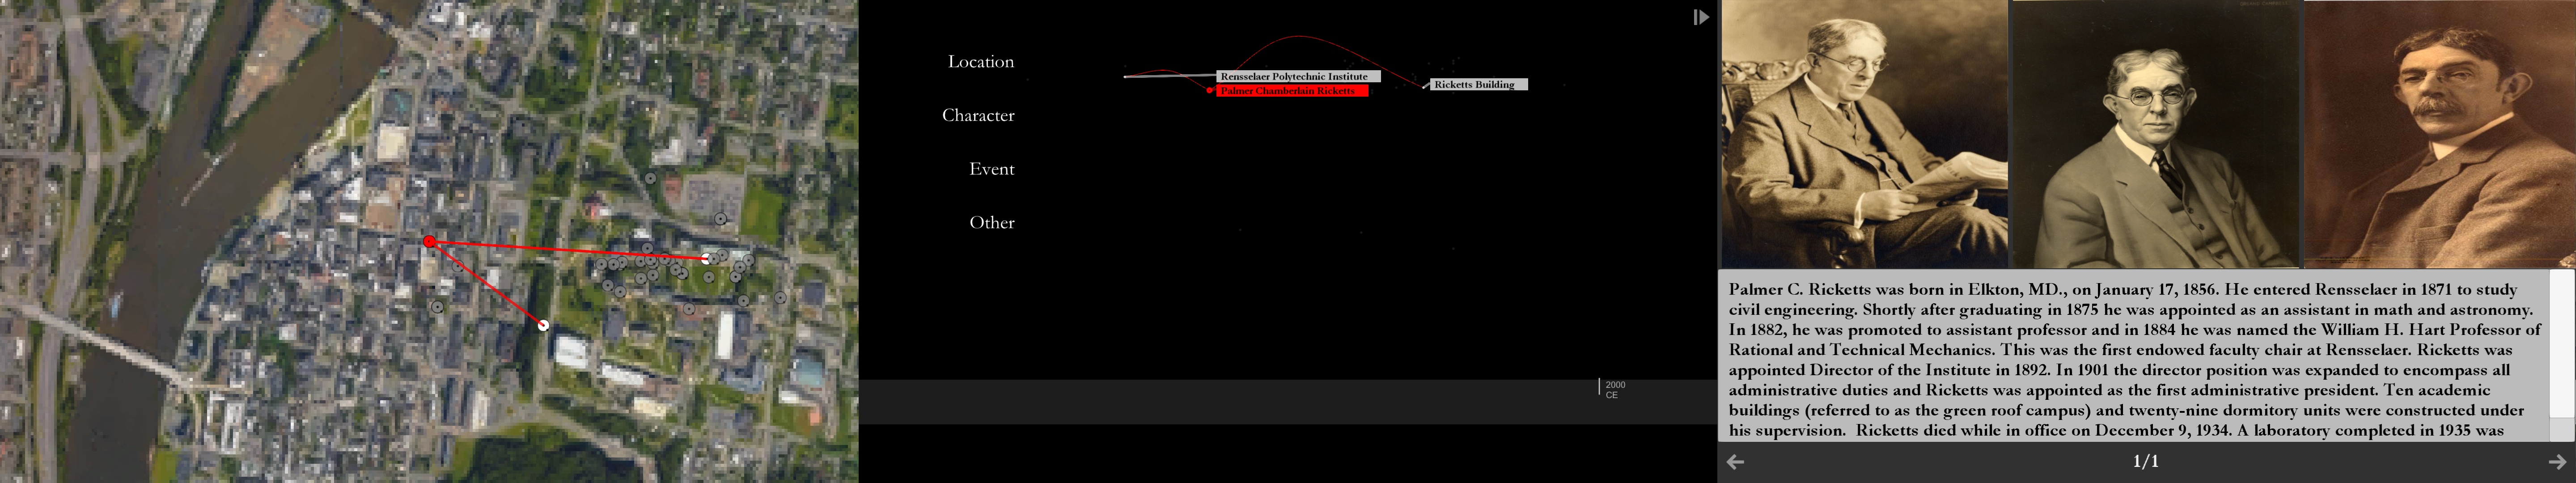 Location
Rensselaer Polytechnic Institute
Palmer Chamberlain Ricketts
Ricketts Building
Character
Event
Other
2000
CE
Palmer C. Ricketts was born in Elkton, MD., on January 17, 1856. He entered Rensselaer in 1871 to study
civil engineering. Shortly after graduating in 1875 he was appointed as an assistant in math and astronomy.
In 1882, he was promoted to assistant professor and in 1884 he was named the William H. Hart Professor of
Rational and Technical Mechanics. This was the first endowed faculty chair at Rensselaer. Ricketts was
appointed Director of the Institute in 1892. In 1901 the director position was expanded to encompass all
administrative duties and Ricketts was appointed as the first administrative president. Ten academic
buildings (referred to as the green roof campus) and twenty-nine dormitory units were constructed under
his supervision.  Ricketts died while in office on December 9, 1934. A laboratory completed in 1935 was
1/1